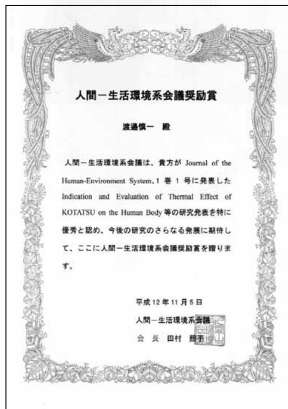 人間－生活環境系会議奨励賞
渡邊慎一 殿
人間－生活環境系会議は、貴方が Journal of the
Human-Environment System, 1 巻 1 号に発表した
Indication and Evaluation of Thermal Effect of
KOTATSU on the Human Body 等の研究発表を特に
優秀と認め、今後の研究のさらなる発展に期待し
て、ここに人間－生活環境系会議奨励賞を贈りま
す。
平成 12 年 11 月 5 日
人間－生活環境系会議
会 長 田村 照子